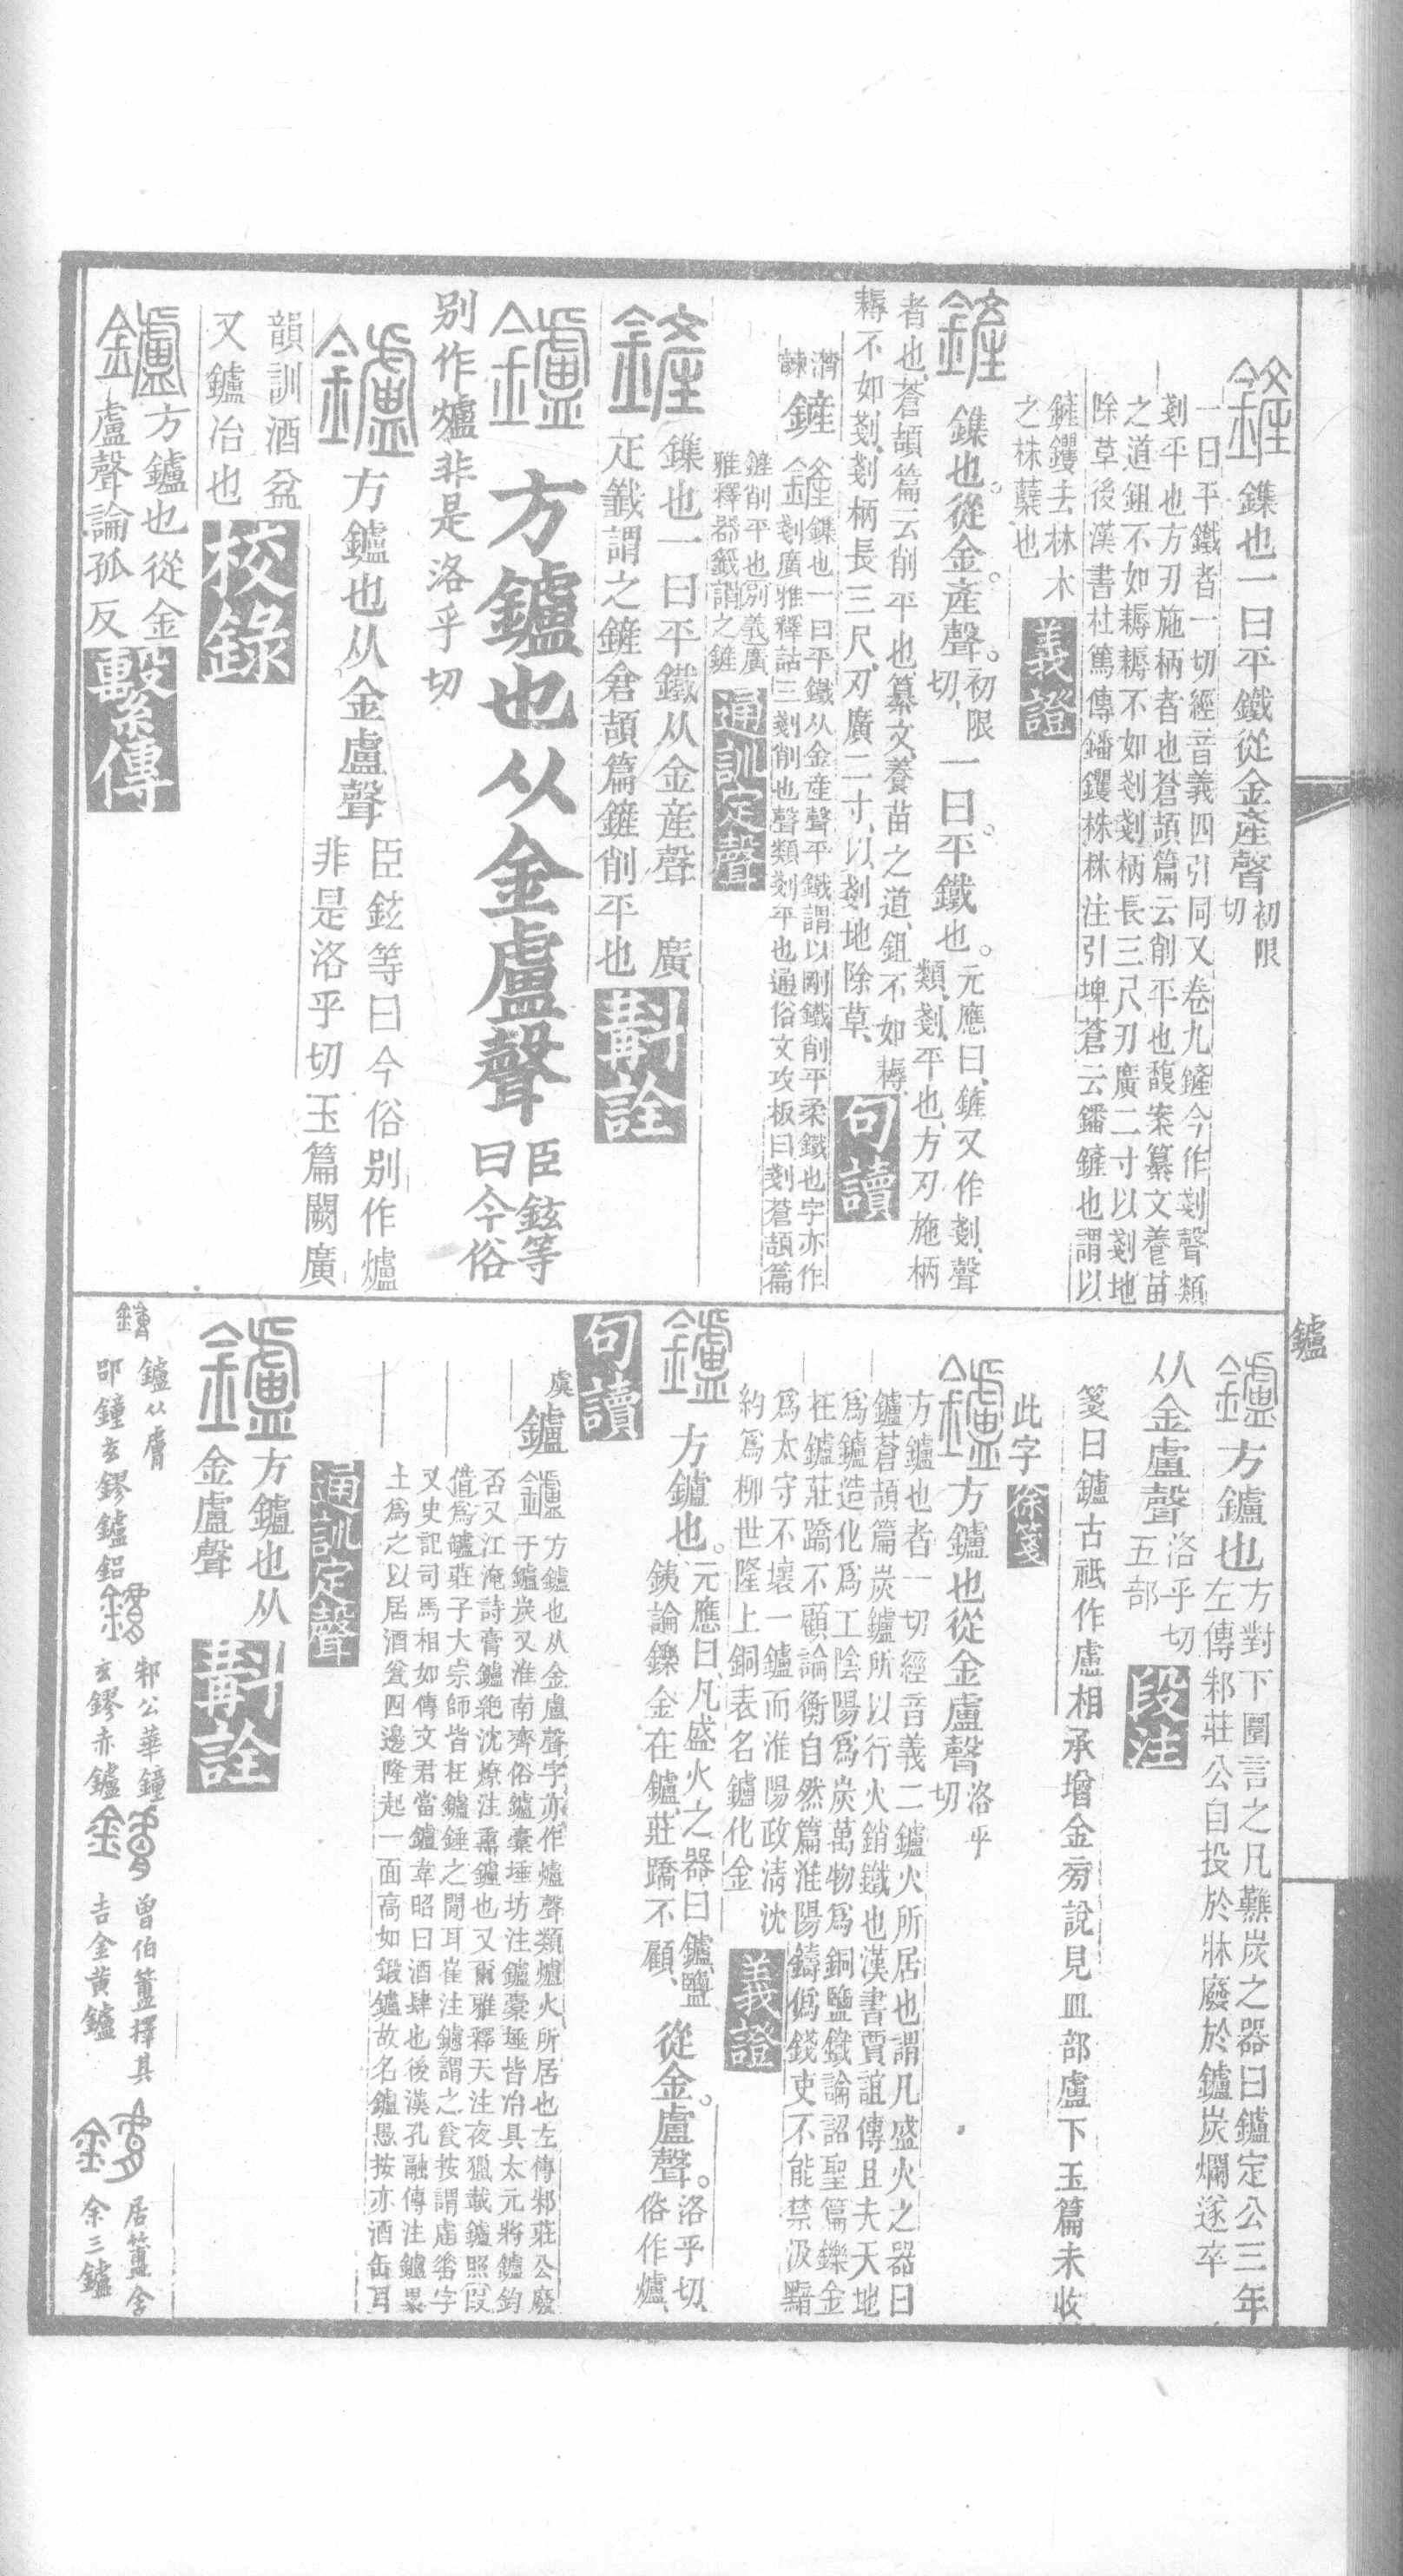 鏟鏶也一曰平鐵從金產聲初限切
一曰平鐵者一切經音義四引同又卷九鏟今作剗聲類
剗平也方刃施柄者也蒼頡篇云削平也馥案纂文養苗
之道鉏不如耨耨不如剗剗柄長三尺刃廣二寸以剗地
除草後漢書杜篤傳鐇钁株林注引埤蒼云鐇鏟也謂以
鏟钁去林木
之株蘖也
義證
鏟鏶也。從金。產聲。初限切、一曰。平鐵也。元應曰、鏟又作剗、聲類、剗、平也、方刃施柄
者也、蒼頡篇云削平也、纂文、養苗之道、鉏不如耨、
耨不如剗、剗柄長三尺、刃廣二寸、以剗地除草、
句讀
鏟
鏟鏶也一曰平鐵从金產聲平鐵謂以剛鐵削平柔鐵也字亦作
剗廣雅釋詁三剗削也聲類剗平也通俗文攻板曰剗蒼頡篇
鏟削平也別義廣
雅釋器籤謂之鏟
通訓定聲
鏟鏶也一曰平鐵从金產聲 廣
疋籤謂之鏟倉頡篇鏟削平也
斠詮
鑪方鑪也从金盧聲臣鉉等曰今俗
别作爐非是洛乎切
鑪方鑪也从金盧聲臣鉉等曰今俗别作爐
非是洛乎切玉篇闕廣
韻訓酒盆
又鑪冶也
校錄
鑪方鑪也從金
盧聲論孤反
繫傳
鑪
鑪方鑪也方對下圜言之凡爇炭之器曰鑪定公三年
左傳邾莊公自投於牀廢於鑪炭爛遂卒
从金盧聲洛乎切
五部
段注
箋曰鑪古祗作盧相承增金旁說見皿部盧下玉篇未收
此字
徐箋
鑪方鑪也從金盧聲洛乎切
方鑪也者一切經音義二鑪火所居也謂凡盛火之器曰
鑪蒼頡篇炭鑪所以行火銷鐵也漢書賈誼傳且夫天地
爲鑪造化爲工陰陽爲炭萬物爲銅鹽鐵論詔聖篇鑠金
在鑪莊蹻不顧論衡自然篇淮陽鑄僞錢吏不能禁汲黯
爲太守不壞一鑪而淮陽政清沈
約爲柳世隆上銅表名鑪化金
義證
鑪方鑪也。元應曰、凡盛火之器曰鑪、鹽
鐵論鑠金在鑪、莊蹻不顧、從金。盧聲。洛乎切、
俗作爐、
句讀
虞
鑪
鑪方鑪也从金盧聲字亦作爐聲類爐火所居也左傳邾莊公廢
于鑪炭又淮南齊俗鑪橐埵坊注鑪橐埵皆冶具太元將鑪鈞
否又江淹詩膏鑪絶沈燎注熏鑪也又爾雅釋天注夜獵載鑪照叚
借爲罏莊子大宗師皆在鑪錘之閒耳崔注鑪謂之瓮按謂盧甾字
又史記司馬相如傳文君當鑪韋昭曰酒肆也後漢孔融傳注鑪累
土爲之以居酒瓮四邊隆起一面高如鍛鑪故名鑪愚按亦酒缶耳
通訓定聲
鑪方鑪也从
金盧聲
斠詮
鑪从膚
郘鐘玄鏐鑪鋁
邾公華鐘
玄鏐赤鑪
曾伯簠擇其
吉金黃鑪
居簋舍
余三鑪